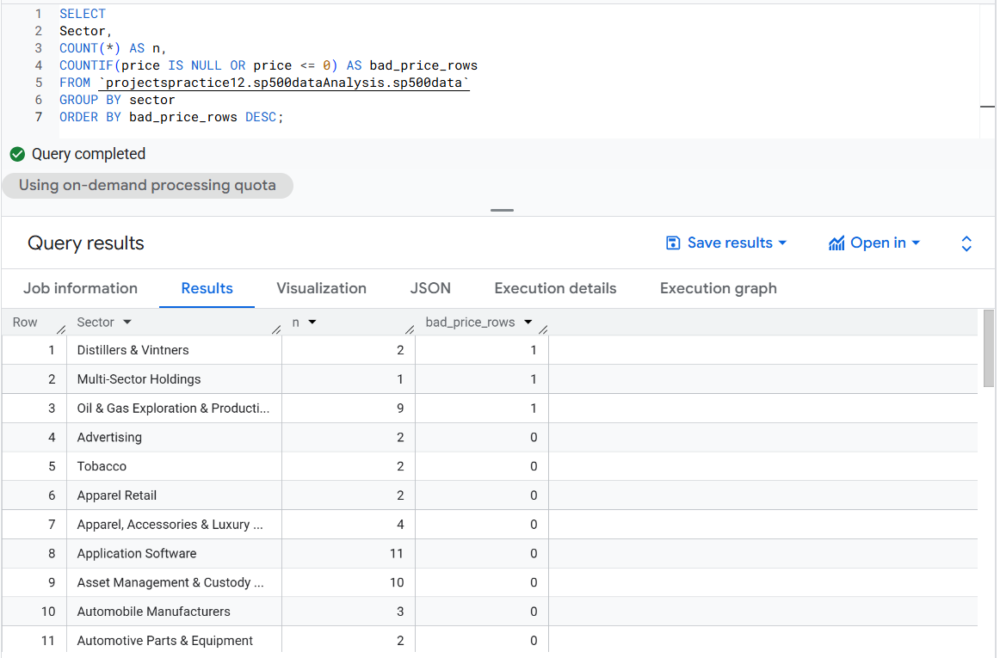 1 SELECT
2 Sector,
3 COUNT(*) AS n,
4 COUNTIF(price IS NULL OR price <= 0) AS bad_price_rows
5 FROM `projectspractice12.sp500dataAnalysis.sp500data`
6 GROUP BY sector
7 ORDER BY bad_price_rows DESC;
Query completed
Using on-demand processing quota
Query results Save results Open in
Job information Results Visualization JSON Execution details Execution graph
Row Sector n bad_price_rows
1 Distillers & Vintners 2 1
2 Multi-Sector Holdings 1 1
3 Oil & Gas Exploration & Producti... 9 1
4 Advertising 2 0
5 Tobacco 2 0
6 Apparel Retail 2 0
7 Apparel, Accessories & Luxury ... 4 0
8 Application Software 11 0
9 Asset Management & Custody ... 10 0
10 Automobile Manufacturers 3 0
11 Automotive Parts & Equipment 2 0